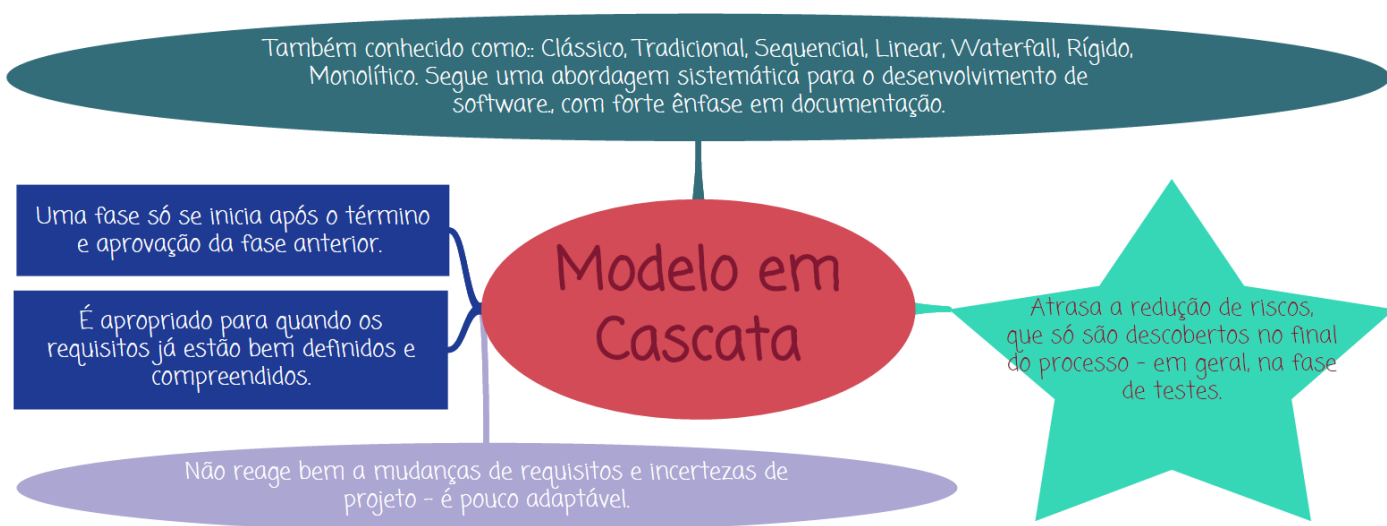 Também conhecido como:: Clássico, Tradicional, Sequencial, Linear, Waterfall, Rígido,
Monolítico. Segue uma abordagem sistemática para o desenvolvimento de
software., com forte ênfase em documentação.
Uma fase só se inicia após o término
e aprovação da fase anterior.
É apropriado para quando os
requisitos já estão bem definidos e
compreendidos.
Modelo em
Cascata
Atrasa a redução de riscos,
que só são descobertos no final
do processo - em geral, na fase
de testes.
Não reage bem a mudanças de requisitos e incertezas de
projeto - é pouco adaptável.